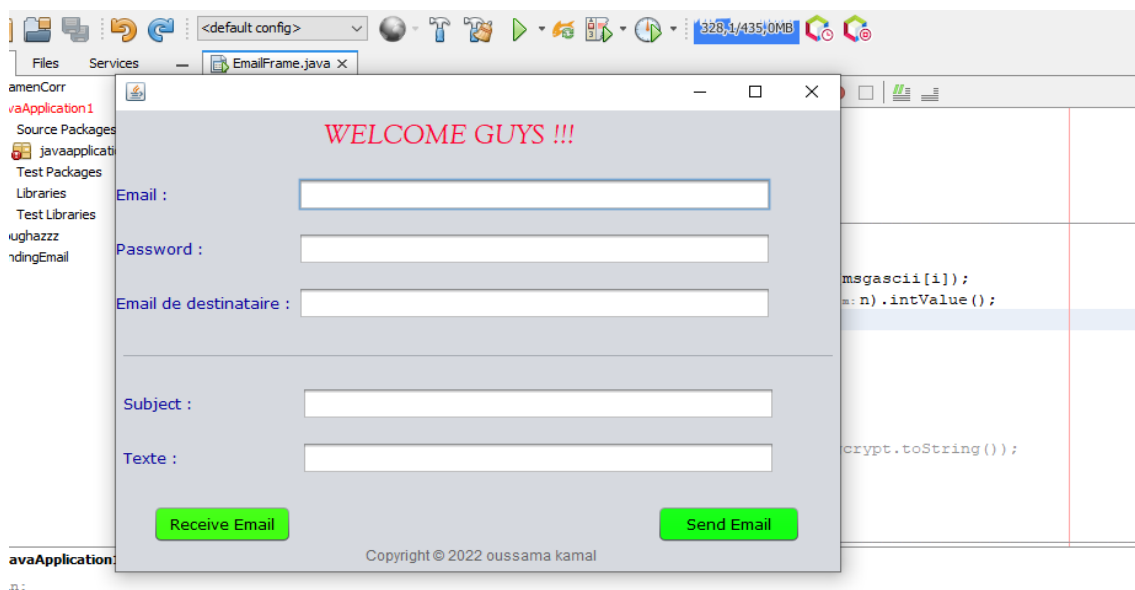 <default config>
328,1/435,0MB
Files Services
EmailFrame.java
amenCorr
vaApplication1
Source Packages
javaapplicati
Test Packages
Libraries
Test Libraries
ughazzz
ndingEmail
WELCOME GUYS !!!
Email :
Password :
Email de destinataire :
Subject :
Texte :
Receive Email
Send Email
Copyright © 2022 oussama kamal
msgascii[i]);
n).intValue();
crypt.toString());
avaApplication1
n: